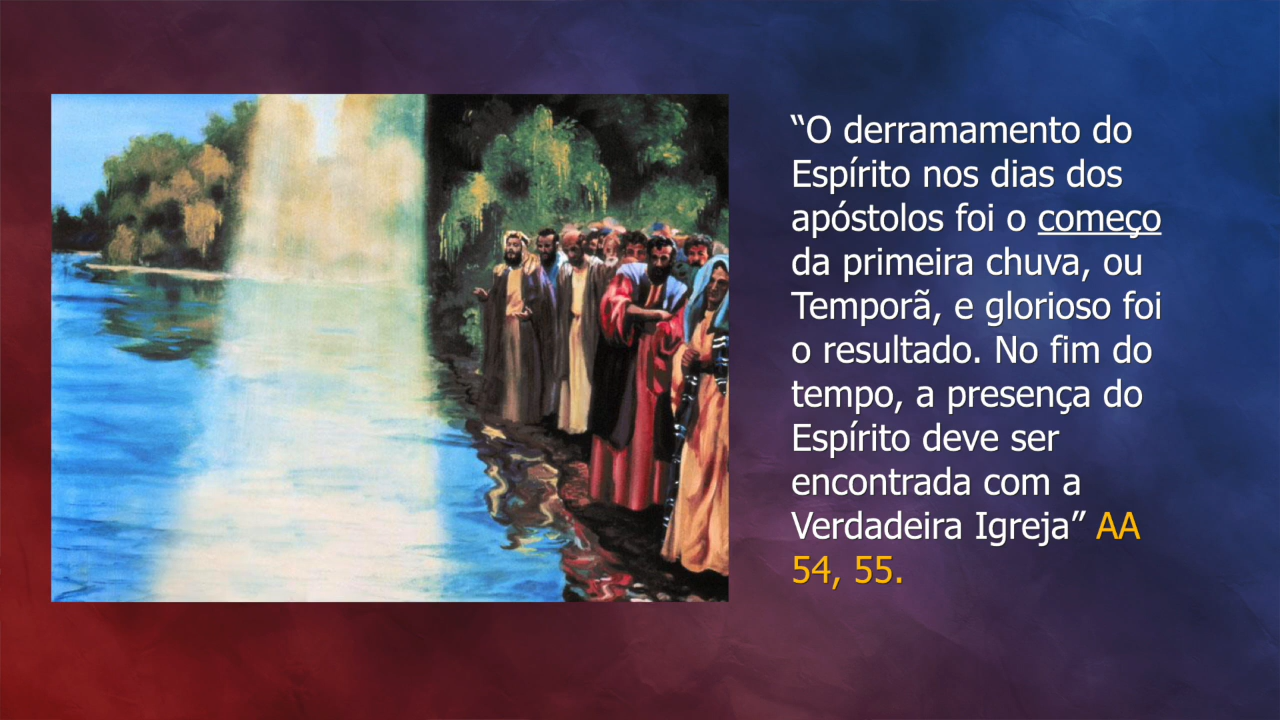 “O derramamento do
Espírito nos dias dos
apóstolos foi o começo
da primeira chuva, ou
Temporã, e glorioso foi
o resultado. No fim do
tempo, a presença do
Espírito deve ser
encontrada com a
Verdadeira Igreja” AA
54, 55.